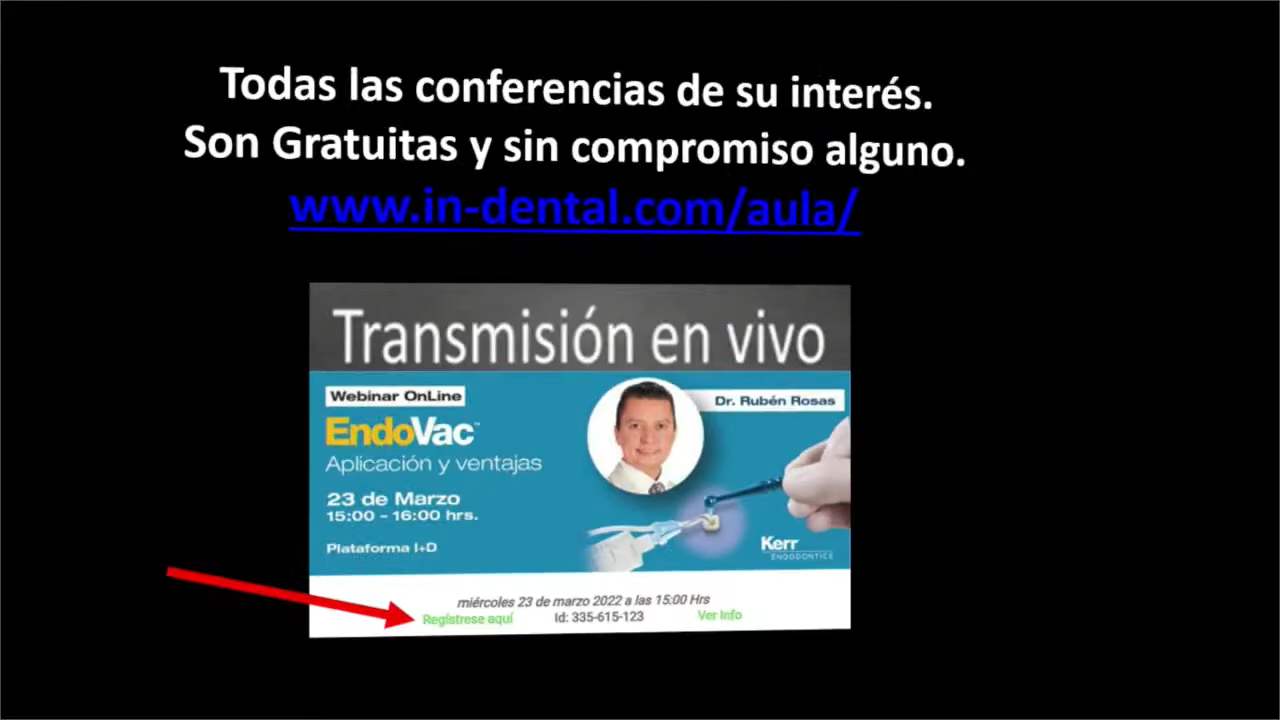 Todas las conferencias de su interés.
Son Gratuitas y sin compromiso alguno.
www.in-dental.com/aula/
Transmisión en vivo
Webinar OnLine
Dr. Rubén Rosas
EndoVac™
Aplicación y ventajas
23 de Marzo
15:00 - 16:00 hrs.
Plataforma I+D
Kerr
ENDODONTICS
miércoles 23 de marzo 2022 a las 15:00 Hrs
Regístrese aquí Id: 335-615-123 Ver Info